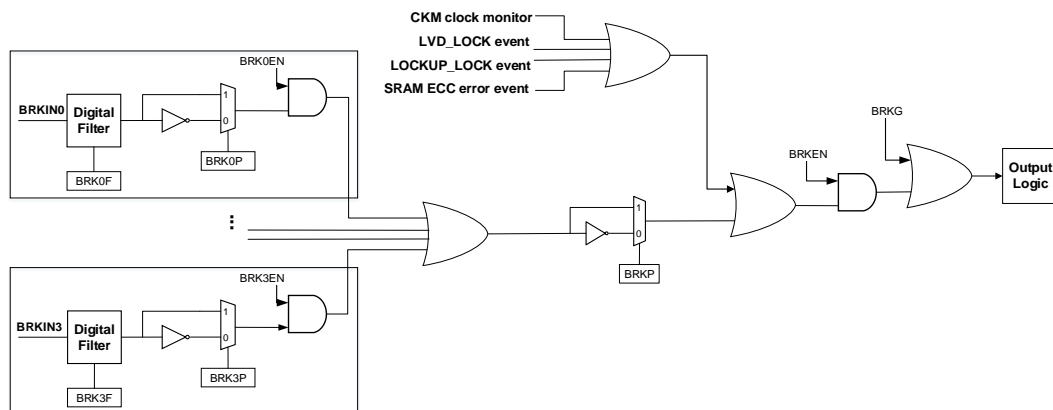 CKM clock monitor
LVD_LOCK event
LOCKUP_LOCK event
SRAM ECC error event
BRK0EN
BRKIN0
Digital
Filter
1
0
BRK0P
BRK0F
BRKG
BRKEN
Output
Logic
...
1
0
BRKP
BRK3EN
BRKIN3
Digital
Filter
1
0
BRK3P
BRK3F